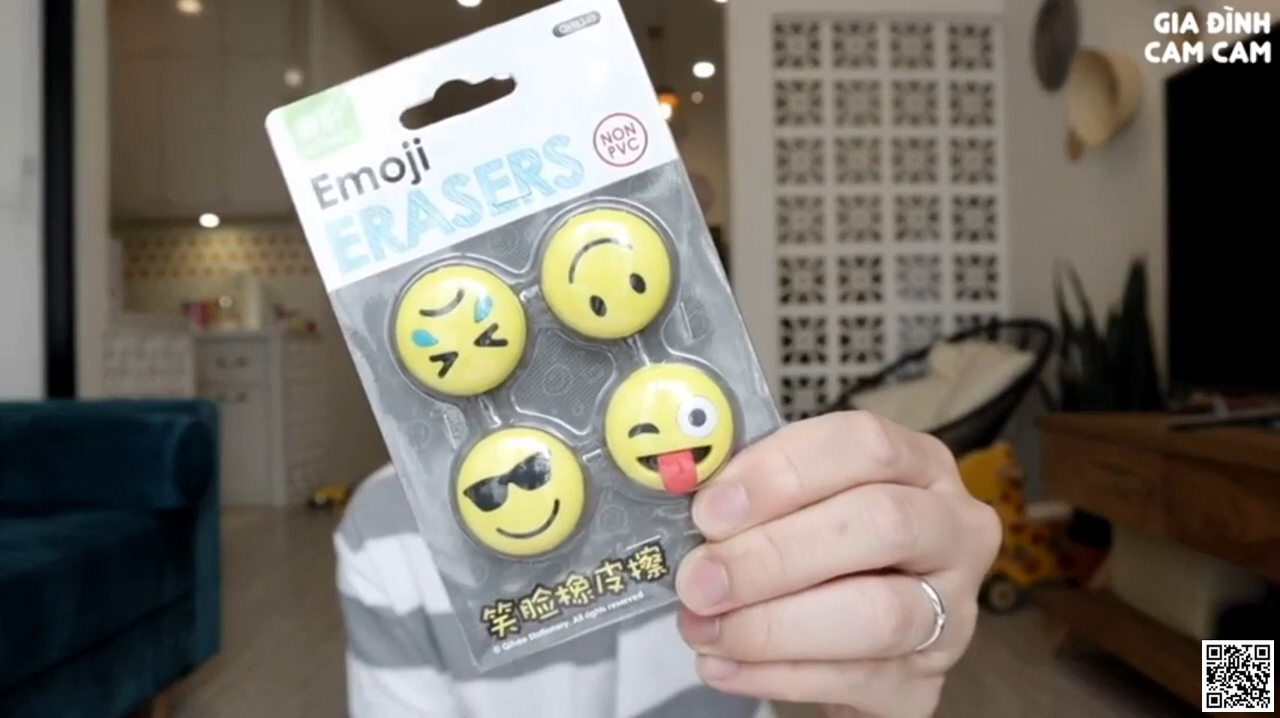 GIA ĐÌNH
CAM CAM
Emoji
ERASERS
NON
PVC
笑脸橡皮擦
© Qihao Stationery. All rights reserved